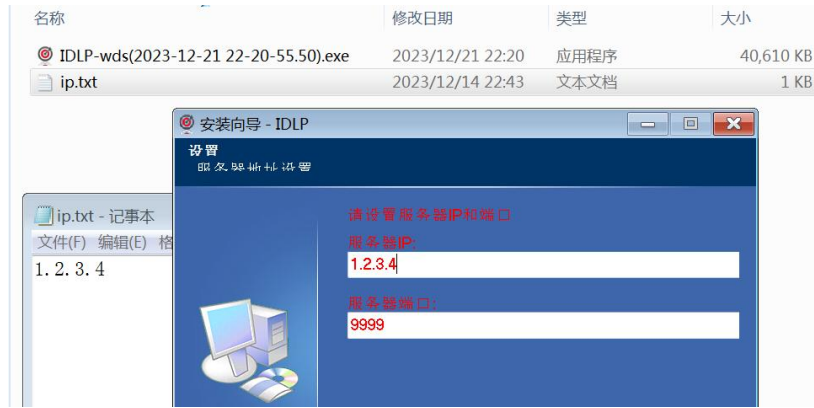 名称 修改日期 类型 大小
IDLP-wds(2023-12-21 22-20-55.50).exe 2023/12/21 22:20 应用程序 40,610 KB
ip.txt 2023/12/14 22:43 文本文档 1 KB
安装向导 - IDLP
设置
服务器地址设置
ip.txt - 记事本
文件(F) 编辑(E) 格
1.2.3.4
请设置服务器IP和端口
服务器IP:
1.2.3.4
服务器端口:
9999